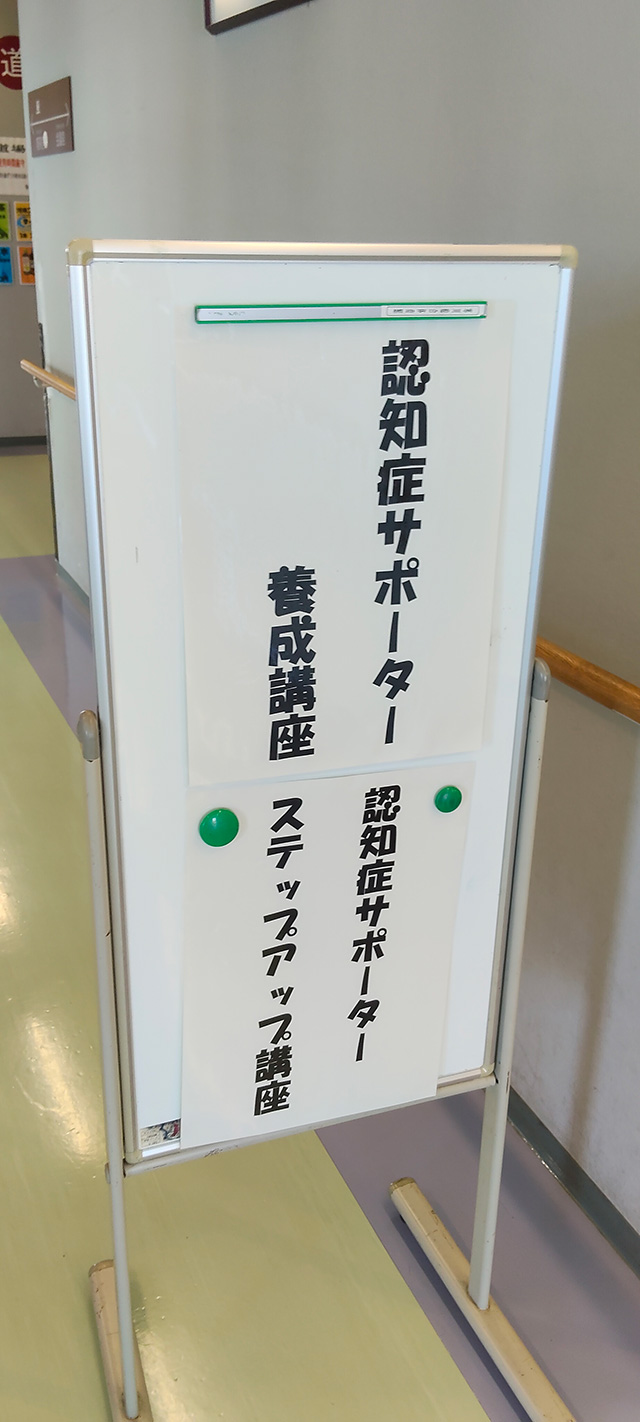 認知症サポーター
養成講座
認知症サポーター
ステップアップ講座
道